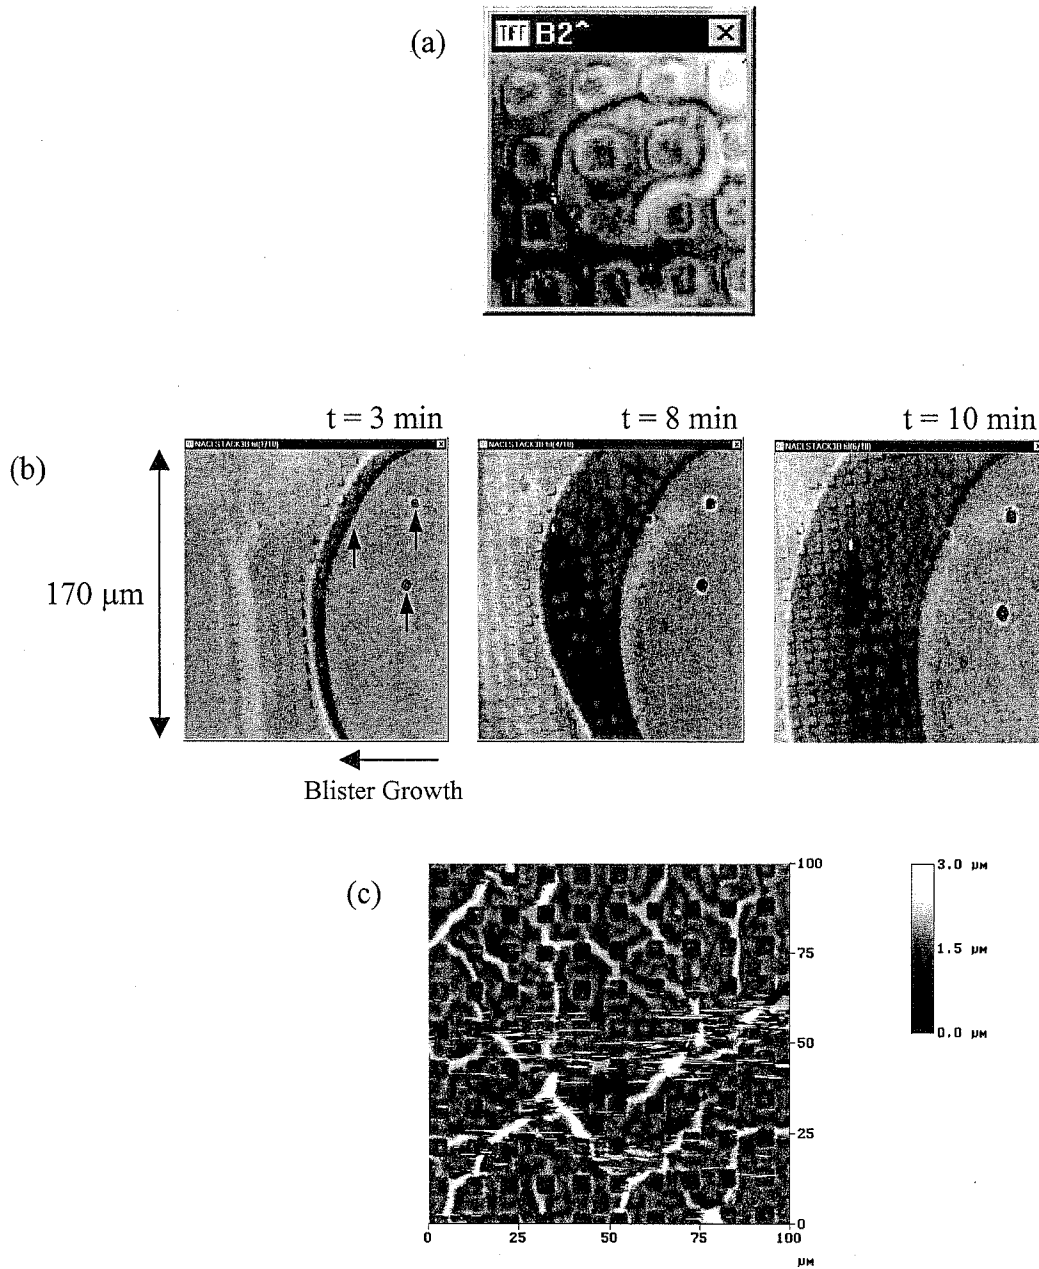 (a)
TIFF B2^
t = 3 min
t = 8 min
t = 10 min
(b)
170 µm
Blister Growth
(c)
100
75
50
25
0
0
25
50
75
100
µM
3.0 µM
1.5 µM
0.0 µM